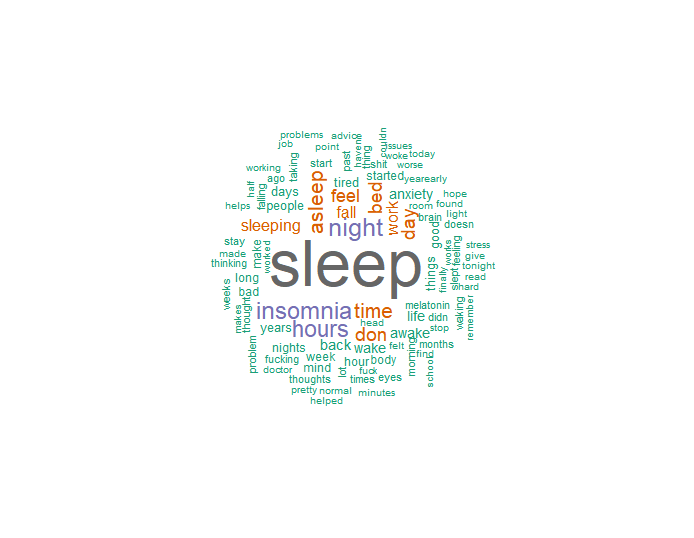 problems
advice
couldn
job
point
issues
haven
thing
past
woke
today
working
taking
start
shit
worse
ago
tired
started
yearearly
half
falling
days
asleep
feel
bed
anxiety
hope
helps
people
fall
work
day
room
found
brain
light
sleeping
night
good
doesn
stay
make
worked
made
thinking
sleep
things
works
feeling
stress
give
tonight
finally
slept
read
hard
long
bad
weeks
makes
thought
insomnia
time
melatonin
waking
remember
life
didn
years
hours
head
don
awake
stop
problem
nights
back
wake
felt
morning
months
find
fucking
week
hour
body
doctor
mind
lot
fuck
school
thoughts
times
eyes
pretty
normal
minutes
helped